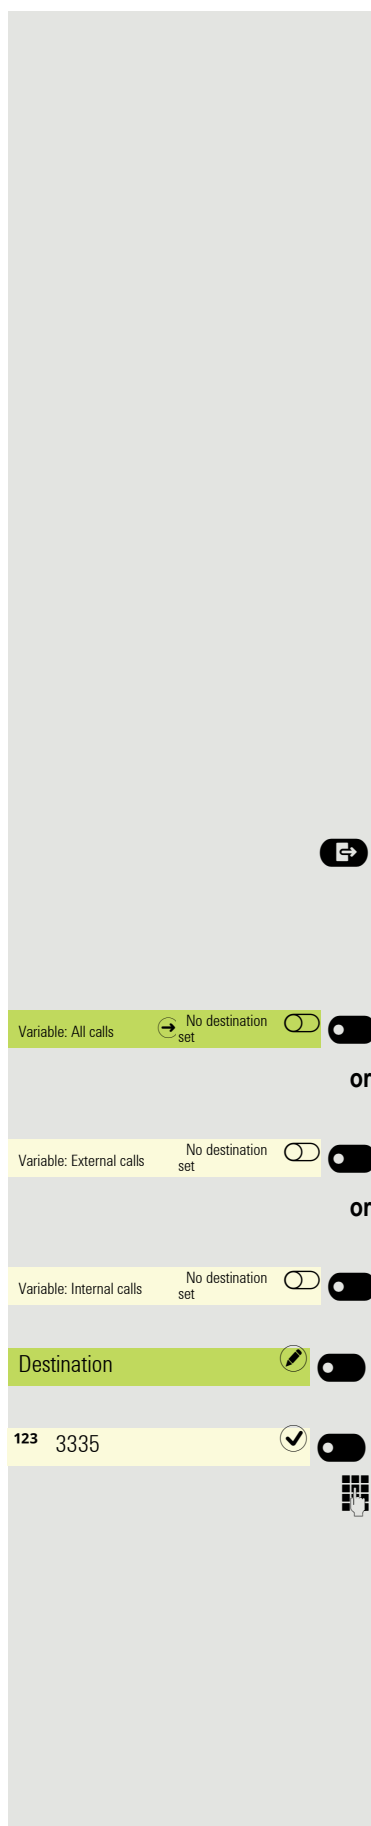 Variable: All calls No destination
set
or
Variable: External calls No destination
set
or
Variable: Internal calls No destination
set
Destination
123 3335